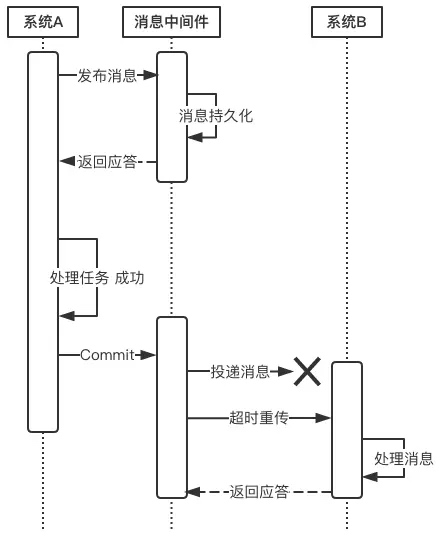 系统A
消息中间件
系统B
发布消息
消息持久化
返回应答
处理任务 成功
Commit
投递消息
超时重传
处理消息
返回应答